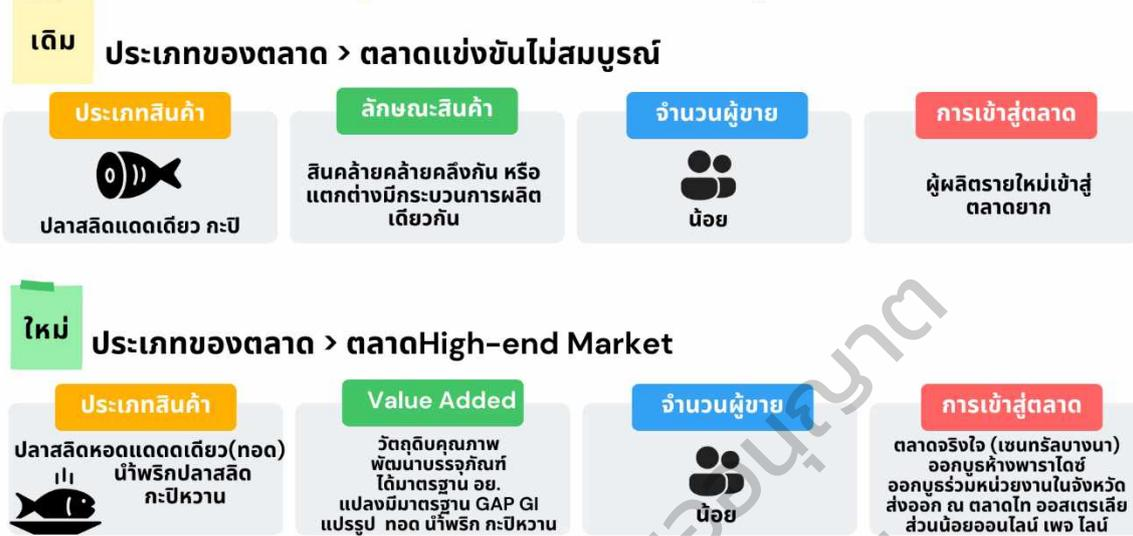 เดิม
ประเภทของตลาด > ตลาดแข่งขันไม่สมบูรณ์
ประเภทสินค้า
ปลาสลิดแดดเดียว กะปิ
ลักษณะสินค้า
สินคล้ายคล้ายคลึงกัน หรือ
แตกต่างมีกระบวนการผลิต
เดียวกัน
จำนวนผู้ขาย
น้อย
การเข้าสู่ตลาด
ผู้ผลิตรายใหม่เข้าสู่
ตลาดยาก
ใหม่
ประเภทของตลาด > ตลาดHigh-end Market
ประเภทสินค้า
ปลาสลิดหอดแดดดเดียว(ทอด)
น้ำพริกปลาสลิด
กะปิหวาน
Value Added
วัตถุดิบคุณภาพ
พัฒนาบรรจุภัณฑ์
ได้มาตรฐาน อย.
แปลงมีมาตรฐาน GAP GI
แปรรูป ทอด น้ำพริก กะปิหวาน
จำนวนผู้ขาย
น้อย
การเข้าสู่ตลาด
ตลาดจริงใจ (เซนทรัลบางนา)
ออกบูธห้างพาราไดซ์
ออกบูธร่วมหน่วยงานในจังหวัด
ส่งออก ณ ตลาดไท ออสเตรเลีย
ส่วนน้อยออนไลน์ เพจ ไลน์